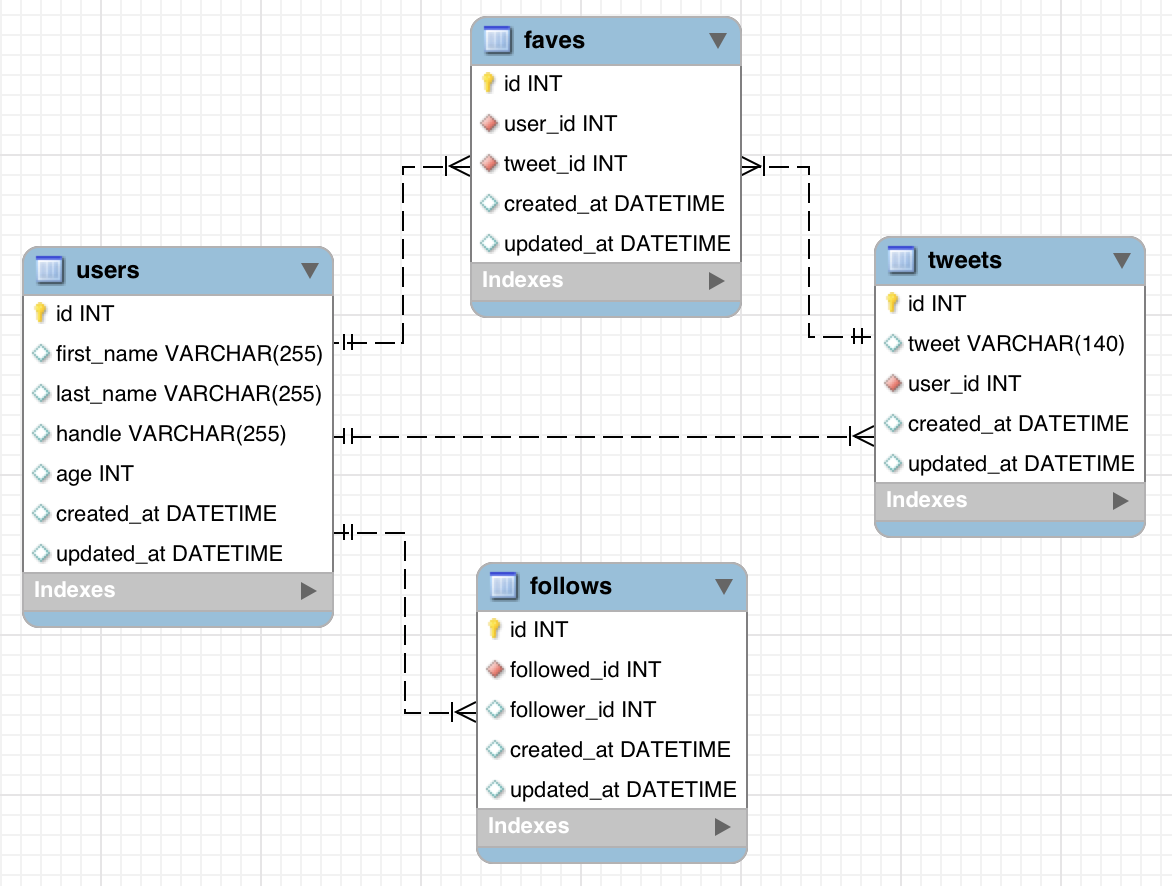 faves
id INT
user_id INT
tweet_id INT
created_at DATETIME
updated_at DATETIME
Indexes
users
id INT
first_name VARCHAR(255)
last_name VARCHAR(255)
handle VARCHAR(255)
age INT
created_at DATETIME
updated_at DATETIME
Indexes
tweets
id INT
tweet VARCHAR(140)
user_id INT
created_at DATETIME
updated_at DATETIME
Indexes
follows
id INT
followed_id INT
follower_id INT
created_at DATETIME
updated_at DATETIME
Indexes